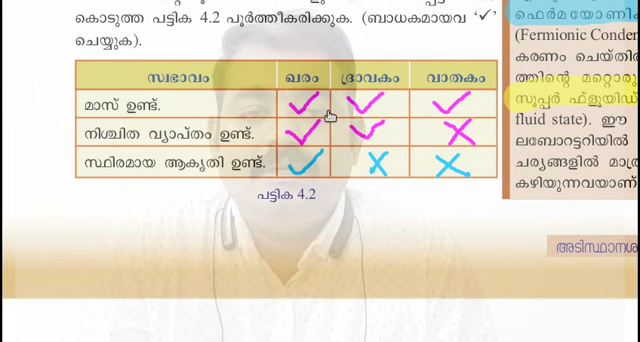 കൊടുത്ത പട്ടിക 4.2 പൂർത്തീകരിക്കുക. (ബാധകമായവ ‘✓’
ചെയ്യുക).
സ്വഭാവം ഖരം ദ്രാവകം വാതകം
മാസ് ഉണ്ട്. ✓ ✓ ✓
നിശ്ചിത വ്യാപ്തം ഉണ്ട്. ✓ ✓ ✗
സ്ഥിരമായ ആകൃതി ഉണ്ട്. ✓ ✗ ✗
പട്ടിക 4.2
ഫെർമിയോണിക
(Fermionic Conden
കരണം ചെയ്തിരി
ത്തിന്റെ മറ്റൊരു
സൂപ്പർ ഫ്ളൂയിഡ്
fluid state). ഈ
ലബോറട്ടറിയിൽ
ചര്യങ്ങളിൽ മാത്ര
കഴിയുന്നവയാണ്
അടിസ്ഥാനശ